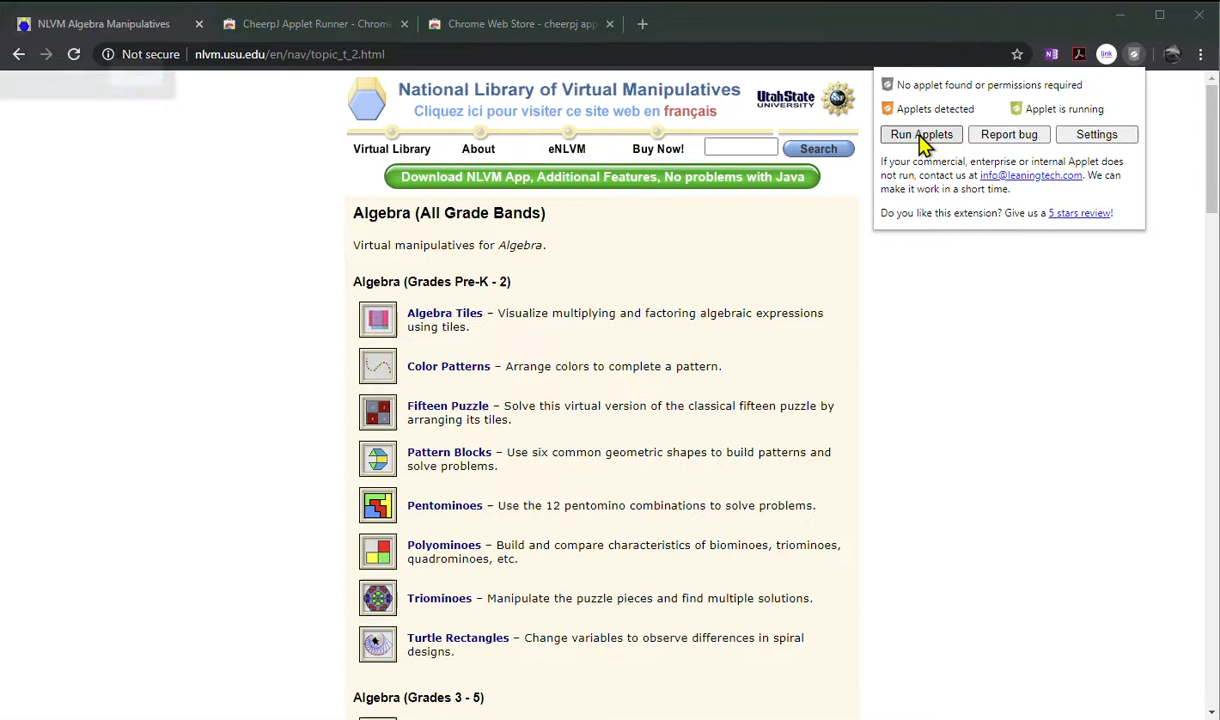 NLVM Algebra Manipulatives
CheerpJ Applet Runner - Chrome
Chrome Web Store - cheerpj app
Not secure
nlvm.usu.edu/en/nav/topic_t_2.html
link
No applet found or permissions required
Applets detected
Applet is running
Run Applets
Report bug
Settings
If your commercial, enterprise or internal Applet does
not run, contact us at info@leaningtech.com. We can
make it work in a short time.
Do you like this extension? Give us a 5 stars review!
National Library of Virtual Manipulatives
Cliquez ici pour visiter ce site web en français
UtahState
UNIVERSITY
NSF
Virtual Library
About
eNLVM
Buy Now!
Search
Download NLVM App, Additional Features, No problems with Java
Algebra (All Grade Bands)
Virtual manipulatives for Algebra.
Algebra (Grades Pre-K - 2)
Algebra Tiles – Visualize multiplying and factoring algebraic expressions
using tiles.
Color Patterns – Arrange colors to complete a pattern.
Fifteen Puzzle – Solve this virtual version of the classical fifteen puzzle by
arranging its tiles.
Pattern Blocks – Use six common geometric shapes to build patterns and
solve problems.
Pentominoes – Use the 12 pentomino combinations to solve problems.
Polyominoes – Build and compare characteristics of biominoes, triominoes,
quadrominoes, etc.
Triominoes – Manipulate the puzzle pieces and find multiple solutions.
Turtle Rectangles – Change variables to observe differences in spiral
designs.
Algebra (Grades 3 - 5)